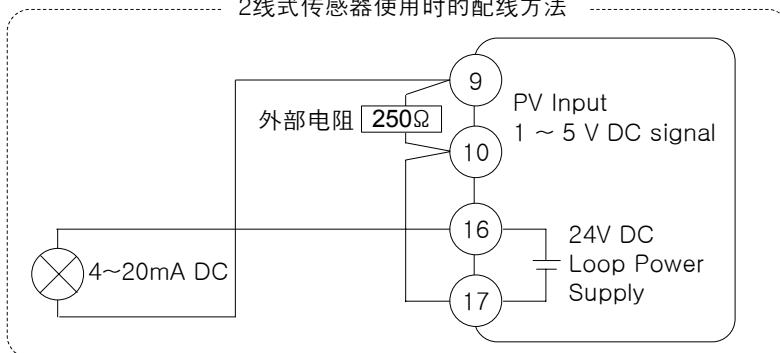 2线式传感器使用时的配线方法
9
外部电阻 250Ω
PV Input
1 ~ 5 V DC signal
10
16
4~20mA DC
24V DC
Loop Power
Supply
17